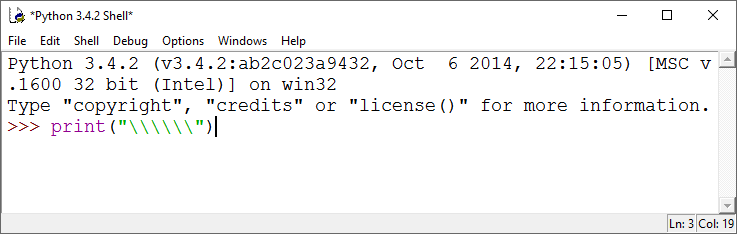 *Python 3.4.2 Shell*
File Edit Shell Debug Options Windows Help
Python 3.4.2 (v3.4.2:ab2c023a9432, Oct  6 2014, 22:15:05) [MSC v
.1600 32 bit (Intel)] on win32
Type "copyright", "credits" or "license()" for more information.
>>> print("\\\\\\")
Ln: 3 Col: 19